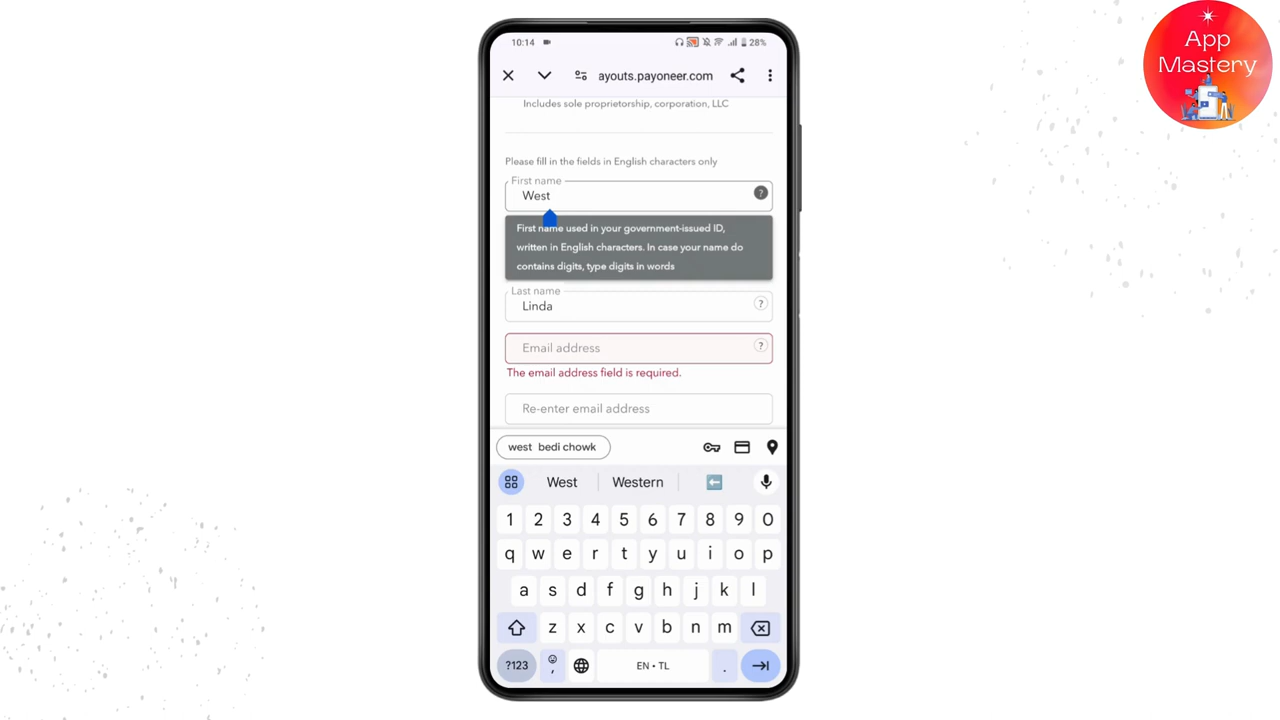 App
Mastery
10:14
28%
ayouts.payoneer.com
Includes sole proprietorship, corporation, LLC
Please fill in the fields in English characters only
First name
West
?
First name used in your government-issued ID,
written in English characters. In case your name do
contains digits, type digits in words
Last name
Linda
?
Email address
?
The email address field is required.
Re-enter email address
west bedi chowk
West Western
1 2 3 4 5 6 7 8 9 0
q w e r t y u i o p
a s d f g h j k l
z x c v b n m
?123 , EN • TL .